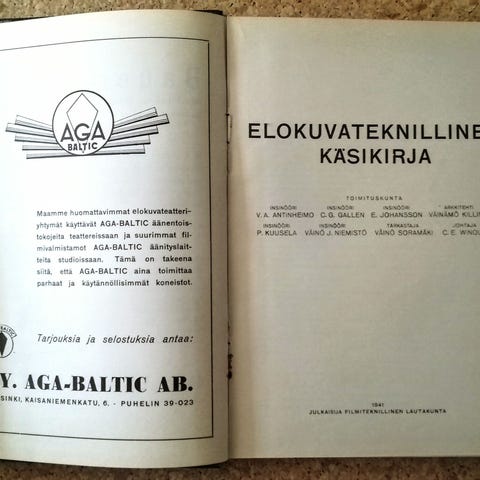 AGA
BALTIC
Maamme huomattavimmat elokuvateatteri-
yhtymät käyttävät AGA-BALTIC äänentois-
tokojeita teattereissaan ja suurimmat fil-
mivalmistamot AGA-BALTIC äänityslait-
teita studioissaan. Tämä on takeena
siitä, että AGA-BALTIC aina toimittaa
parhaat ja käytännöllisimmät koneistot.
Tarjouksia ja selostuksia antaa:
Y. AGA-BALTIC AB.
SINKI, KAISANIEMENKATU, 6. - PUHELIN 39-023
ELOKUVATEKNILLINE
KÄSIKIRJA
TOIMITUSKUNTA
INSINÖÖRI INSINÖÖRI INSINÖÖRI ARKKITEHTI
V. A. ANTINHEIMO C. G. GALLEN E. JOHANSSON VÄINÄMÖ KILLIN
INSINÖÖRI INSINÖÖRI TARKASTAJA JOHTAJA
P. KUUSELA VÄINÖ J. NIEMISTÖ VÄINÖ SORAMÄKI C. E. WINQU
1941
JULKAISIJA FILMITEKNILLINEN LAUTAKUNTA